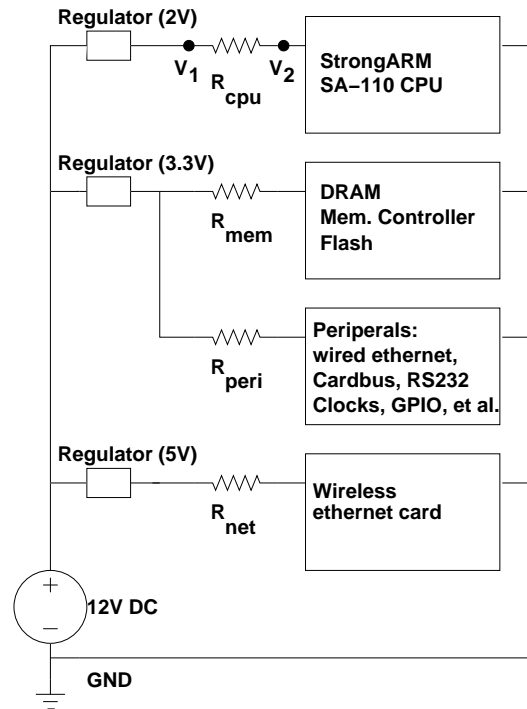 Regulator (2V)
V1
Rcpu
V2
StrongARM
SA–110 CPU
Regulator (3.3V)
Rmem
DRAM
Mem. Controller
Flash
Rperi
Periperals:
wired ethernet,
Cardbus, RS232
Clocks, GPIO, et al.
Regulator (5V)
Rnet
Wireless
ethernet card
+
12V DC
–
GND